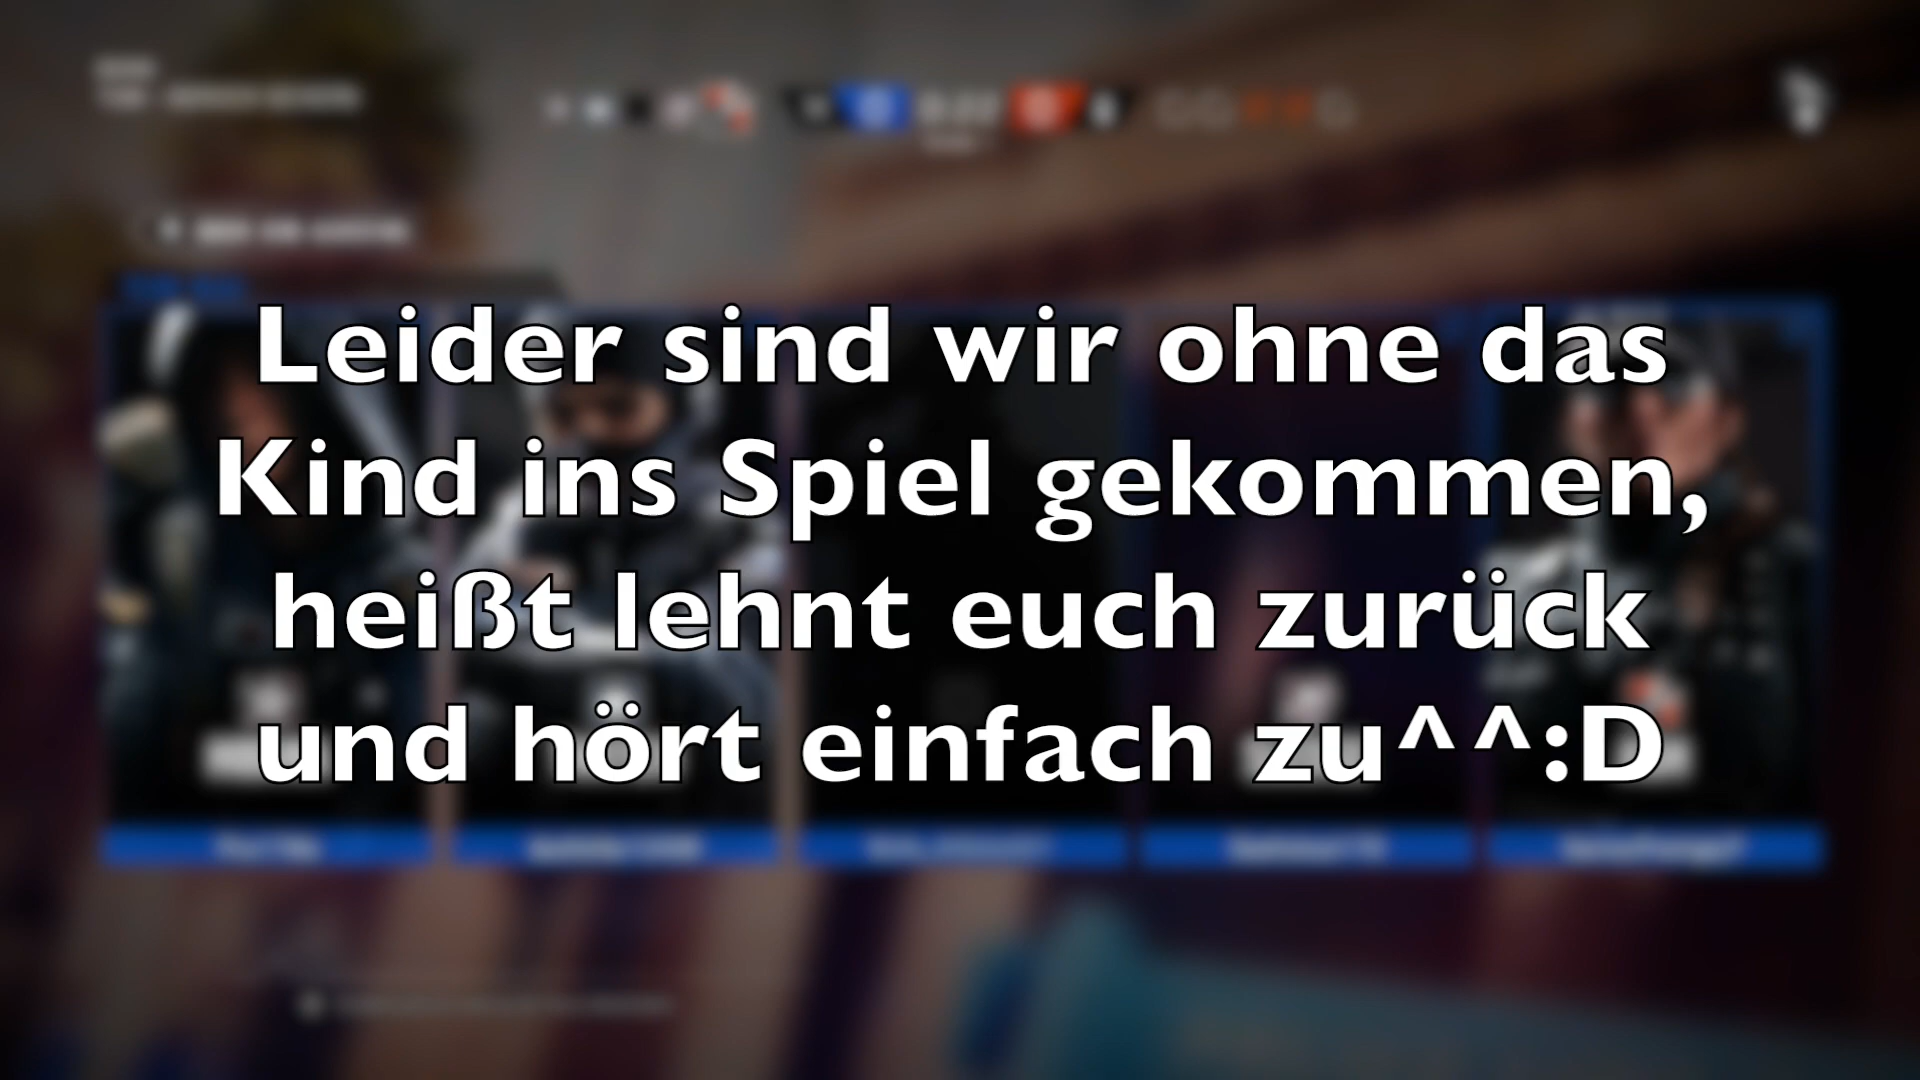 Leider sind wir ohne das
Kind ins Spiel gekommen,
heißt lehnt euch zurück
und hört einfach zu^^:D